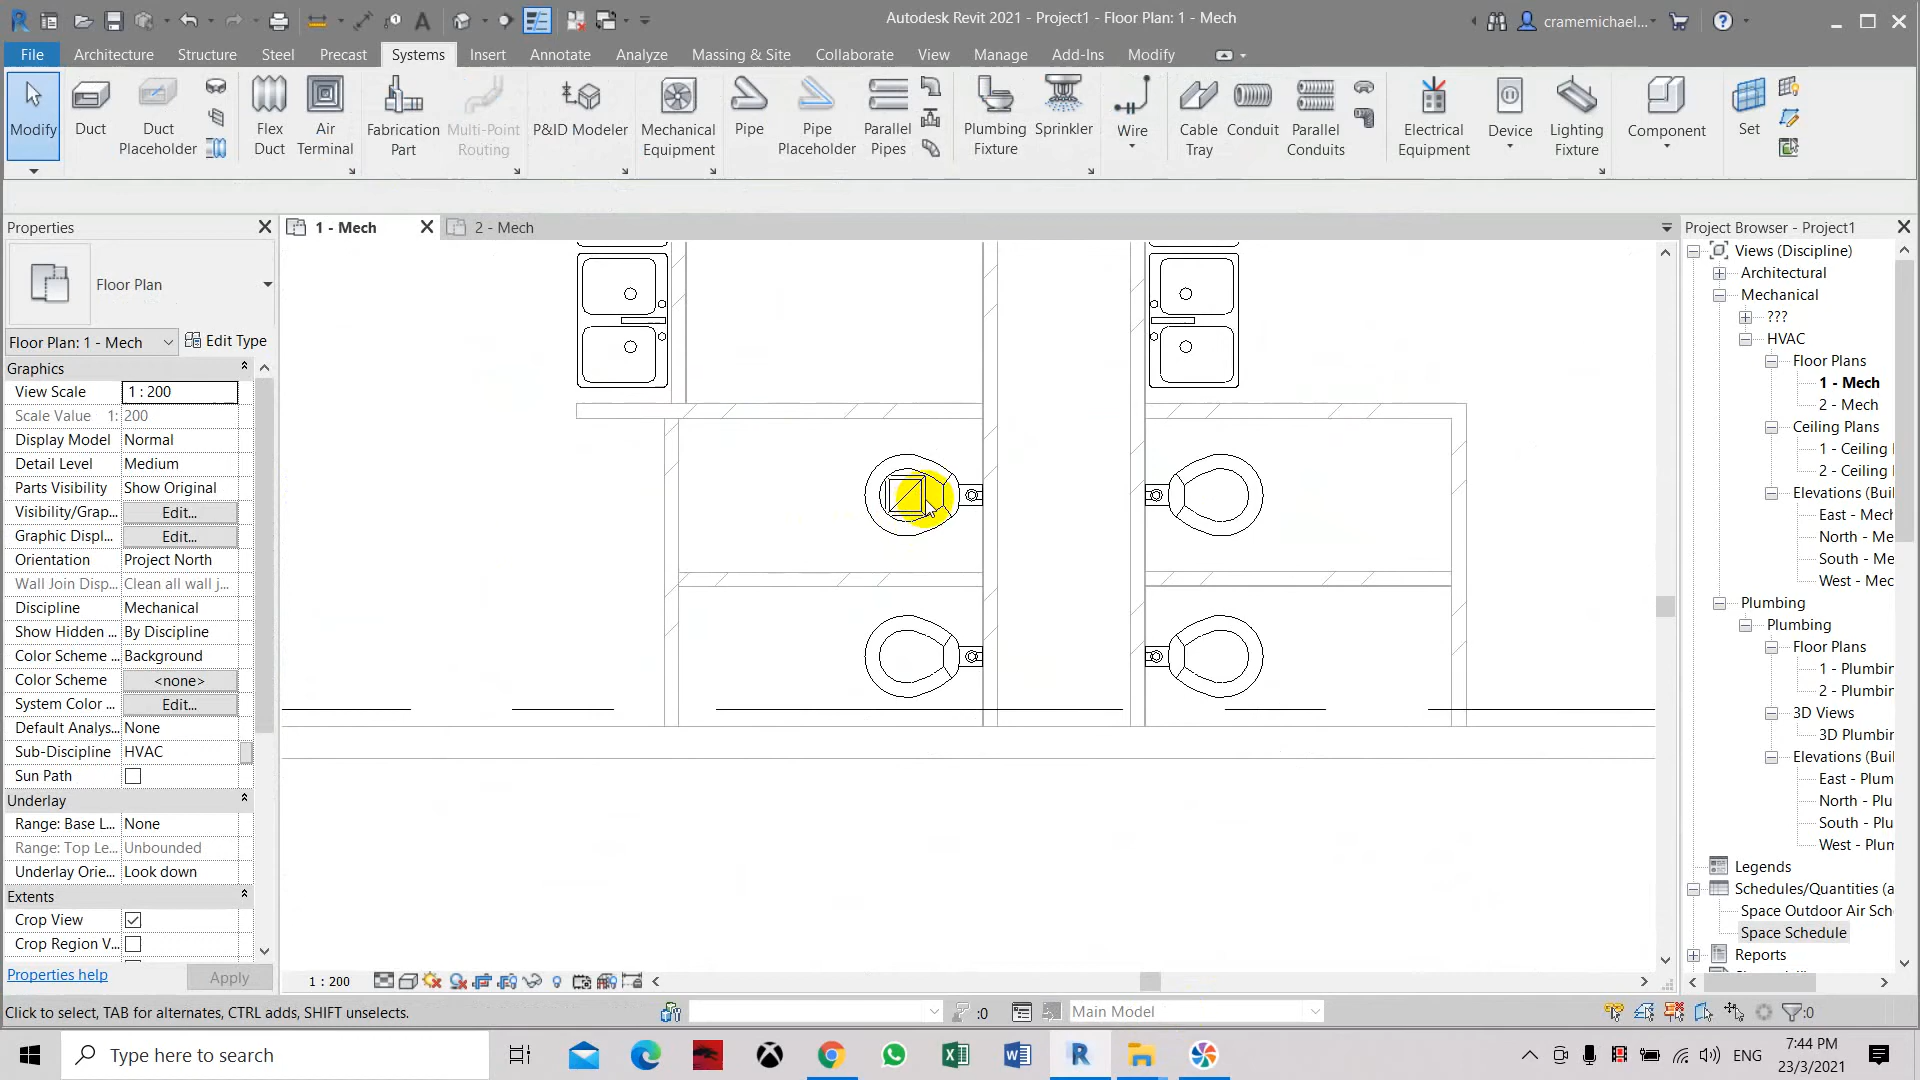 Autodesk Revit 2021 - Project1 - Floor Plan: 1 - Mech
cramemichael...
File Architecture Structure Steel Precast Systems Insert Annotate Analyze Massing & Site Collaborate View Manage Add-Ins Modify
Modify
Duct
Duct Placeholder
Flex Duct
Air Terminal
Fabrication Part
Multi-Point Routing
P&ID Modeler
Mechanical Equipment
Pipe
Pipe Placeholder
Parallel Pipes
Plumbing Fixture
Sprinkler
Wire
Cable Tray
Conduit
Parallel Conduits
Electrical Equipment
Device
Lighting Fixture
Component
Set
Properties
1 - Mech
2 - Mech
Project Browser - Project1
Floor Plan
Floor Plan: 1 - Mech
Edit Type
Graphics
View Scale 1 : 200
Scale Value 1: 200
Display Model Normal
Detail Level Medium
Parts Visibility Show Original
Visibility/Grap... Edit...
Graphic Displ... Edit...
Orientation Project North
Wall Join Disp... Clean all wall j...
Discipline Mechanical
Show Hidden ... By Discipline
Color Scheme ... Background
Color Scheme <none>
System Color ... Edit...
Default Analys... None
Sub-Discipline HVAC
Sun Path
Underlay
Range: Base L... None
Range: Top Le... Unbounded
Underlay Orie... Look down
Extents
Crop View
Crop Region V...
Properties help
Apply
Views (Discipline)
Architectural
Mechanical
???
HVAC
Floor Plans
1 - Mech
2 - Mech
Ceiling Plans
1 - Ceiling
2 - Ceiling
Elevations (Bui
East - Mech
North - Me
South - Me
West - Mec
Plumbing
Plumbing
Floor Plans
1 - Plumbin
2 - Plumbin
3D Views
3D Plumbin
Elevations (Buil
East - Plum
North - Plu
South - Plu
West - Plum
Legends
Schedules/Quantities (a
Space Outdoor Air Sch
Space Schedule
Reports
1 : 200
Click to select, TAB for alternates, CTRL adds, SHIFT unselects.
:0
Main Model
:0
Type here to search
ENG
7:44 PM
23/3/2021